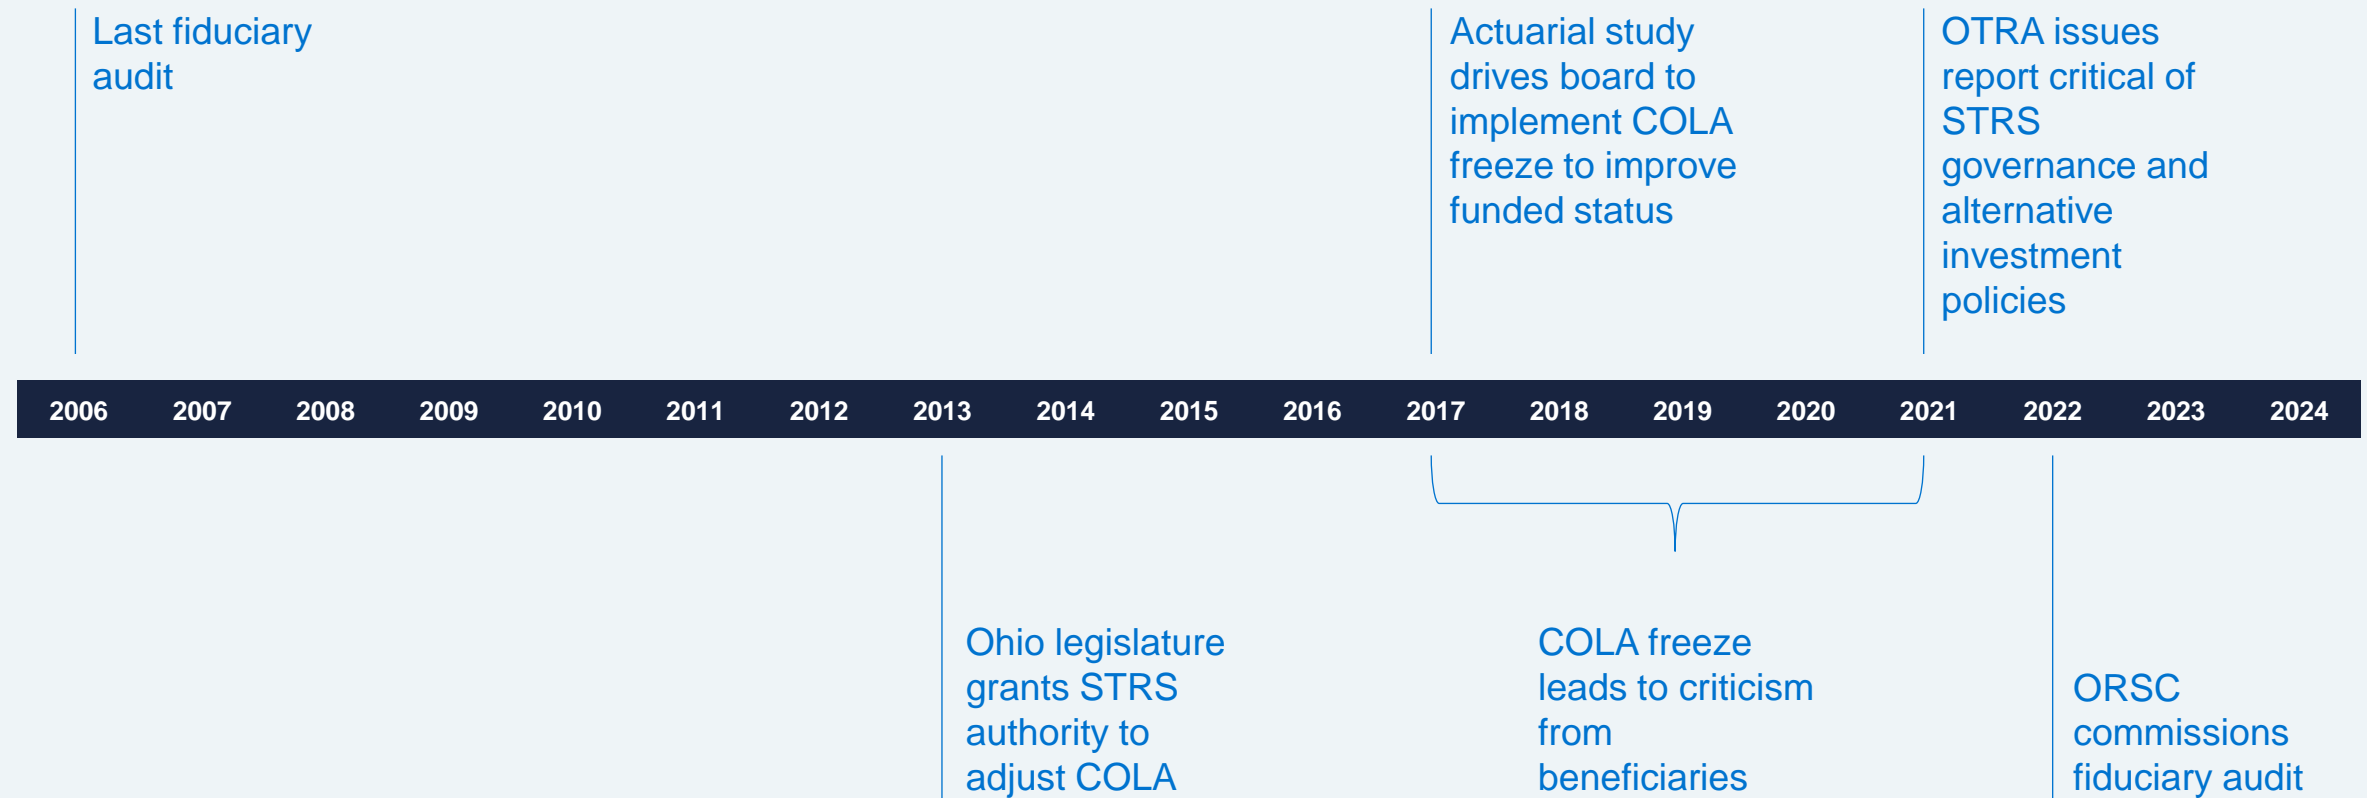 Last fiduciary
audit
Actuarial study
drives board to
implement COLA
freeze to improve
funded status
OTRA issues
report critical of
STRS
governance and
alternative
investment
policies
2006 2007 2008 2009 2010 2011 2012 2013 2014 2015 2016 2017 2018 2019 2020 2021 2022 2023 2024
Ohio legislature
grants STRS
authority to
adjust COLA
COLA freeze
leads to criticism
from
beneficiaries
ORSC
commissions
fiduciary audit